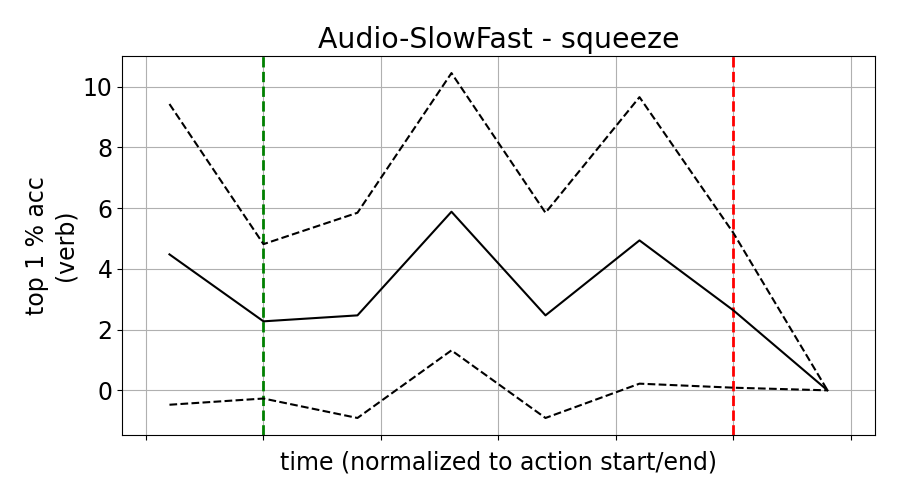 Audio-SlowFast - squeeze
10
8
6
4
2
0
top 1 % acc
(verb)
time (normalized to action start/end)